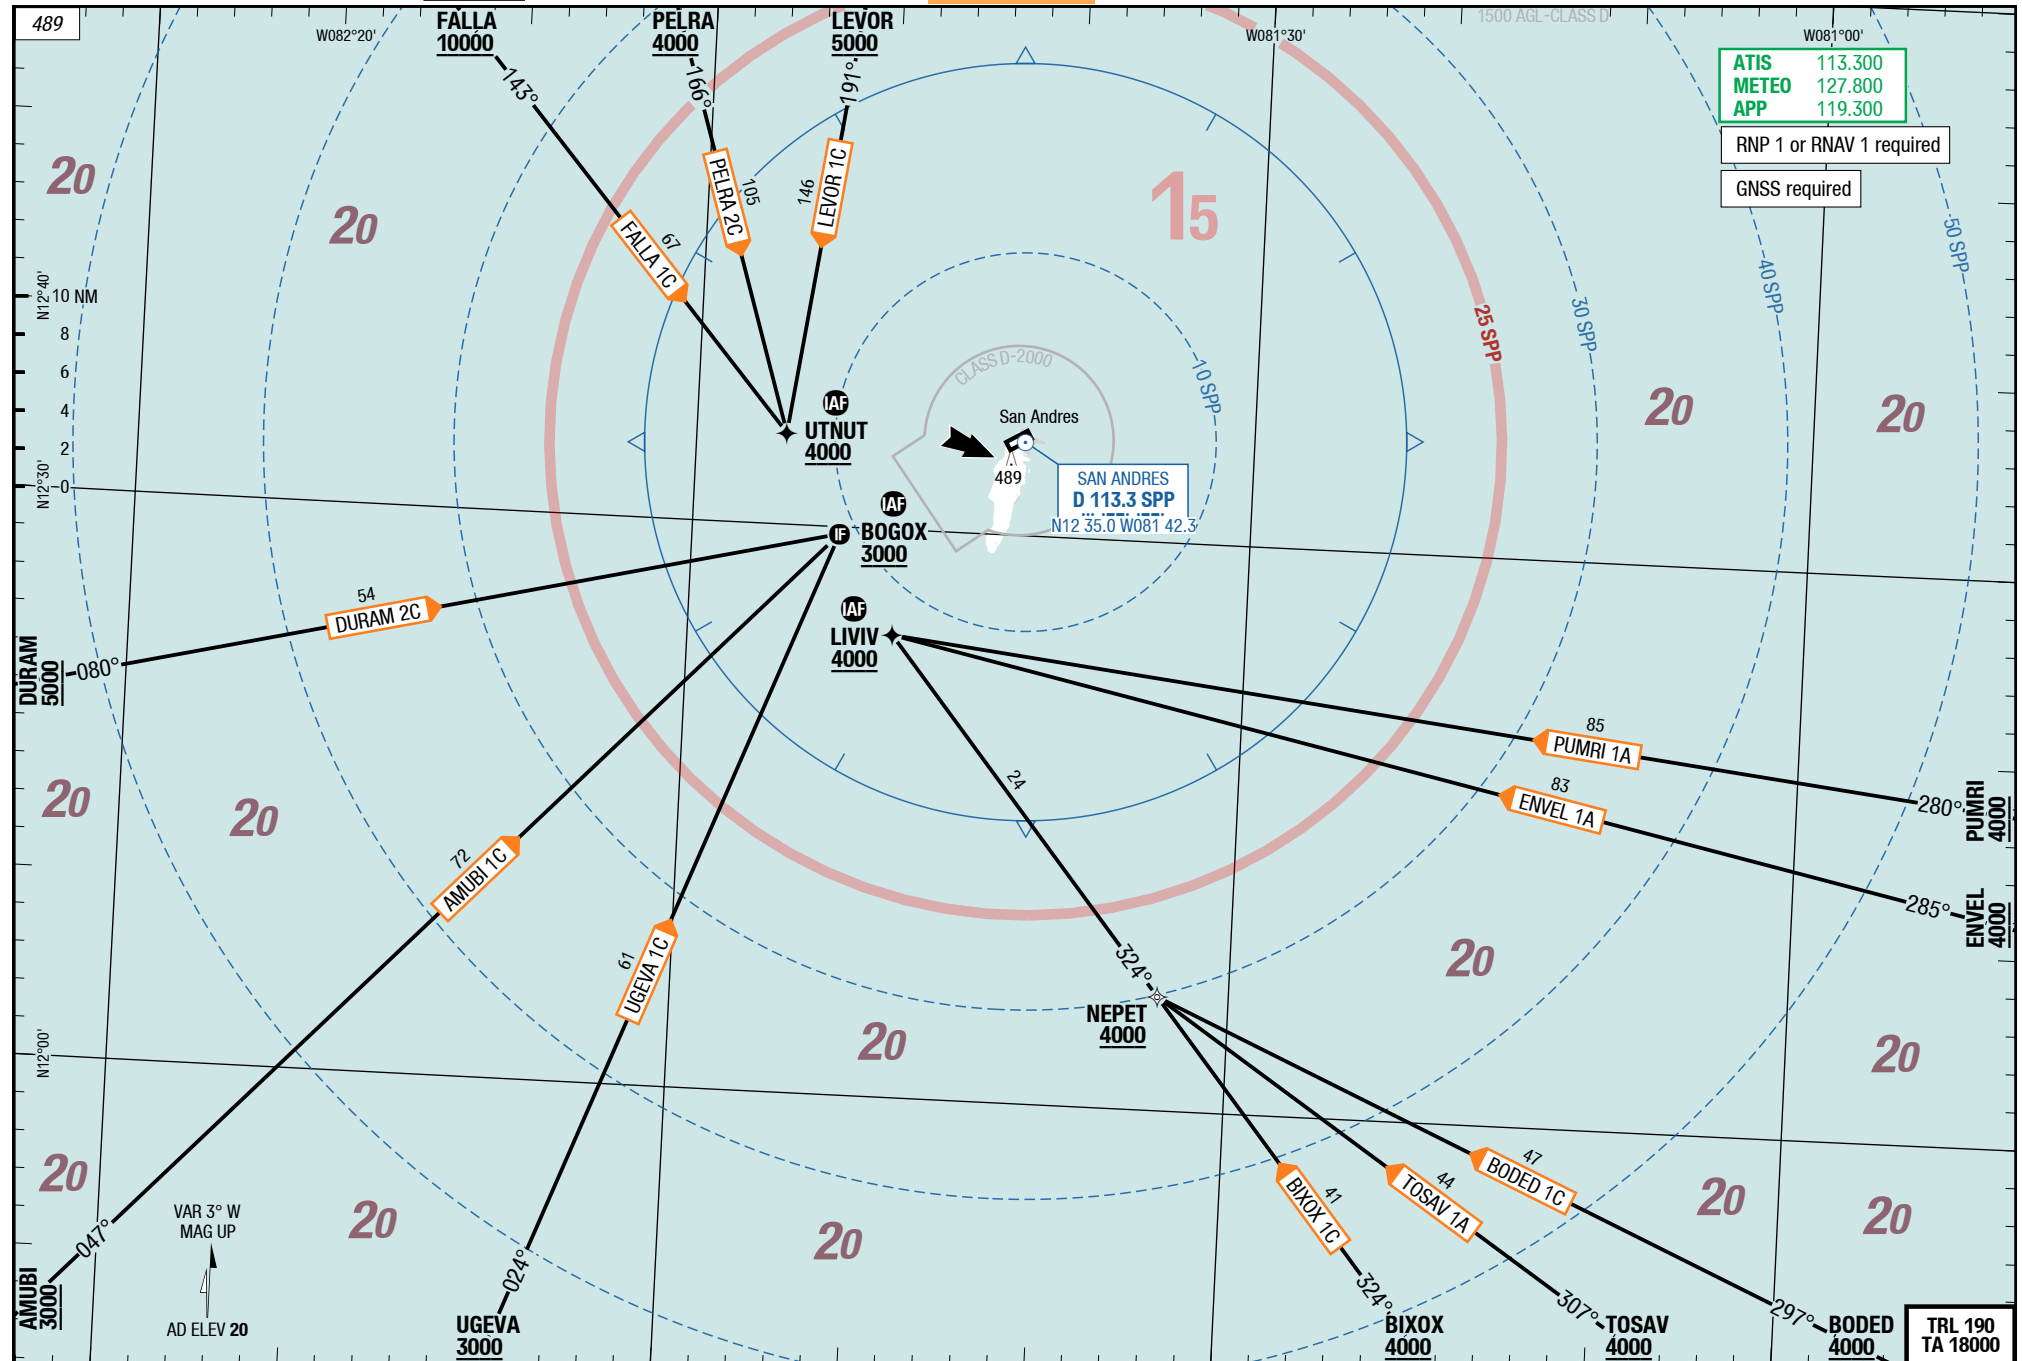 489
FALLA
10000
PELRA
4000
LEVOR
5000
1500 AGL-CLASS D
W082°20'
W081°30'
W081°00'
ATIS 113.300
METEO 127.800
APP 119.300
RNP 1 or RNAV 1 required
GNSS required
143°
166°
191°
PELRA 2C
105
146
LEVOR 1C
FALLA 1C
67
20
20
15
50 SPP
40 SPP
30 SPP
25 SPP
10 SPP
N12°40'
10 NM
8
6
4
2
0
N12°30'
CLASS D-2000
San Andres
489
SAN ANDRES
D 113.3 SPP
N12 35.0 W081 42.3
IAF
UTNUT
4000
20
20
IAF
IF
BOGOX
3000
IAF
LIVIV
4000
54
DURAM 2C
DURAM
5000
080°
85
PUMRI 1A
280°
PUMRI
4000
83
ENVEL 1A
285°
ENVEL
4000
24
324°
NEPET
4000
20
20
72
AMUBI 1C
61
UGEVA 1C
20
20
20
N12°00'
20
20
20
20
20
47
BODED 1C
44
TOSAV 1A
41
BIXOX 1C
VAR 3° W
MAG UP
AD ELEV 20
047°
AMUBI
3000
024°
UGEVA
3000
324°
BIXOX
4000
307°
TOSAV
4000
297°
BODED
4000
TRL 190
TA 18000